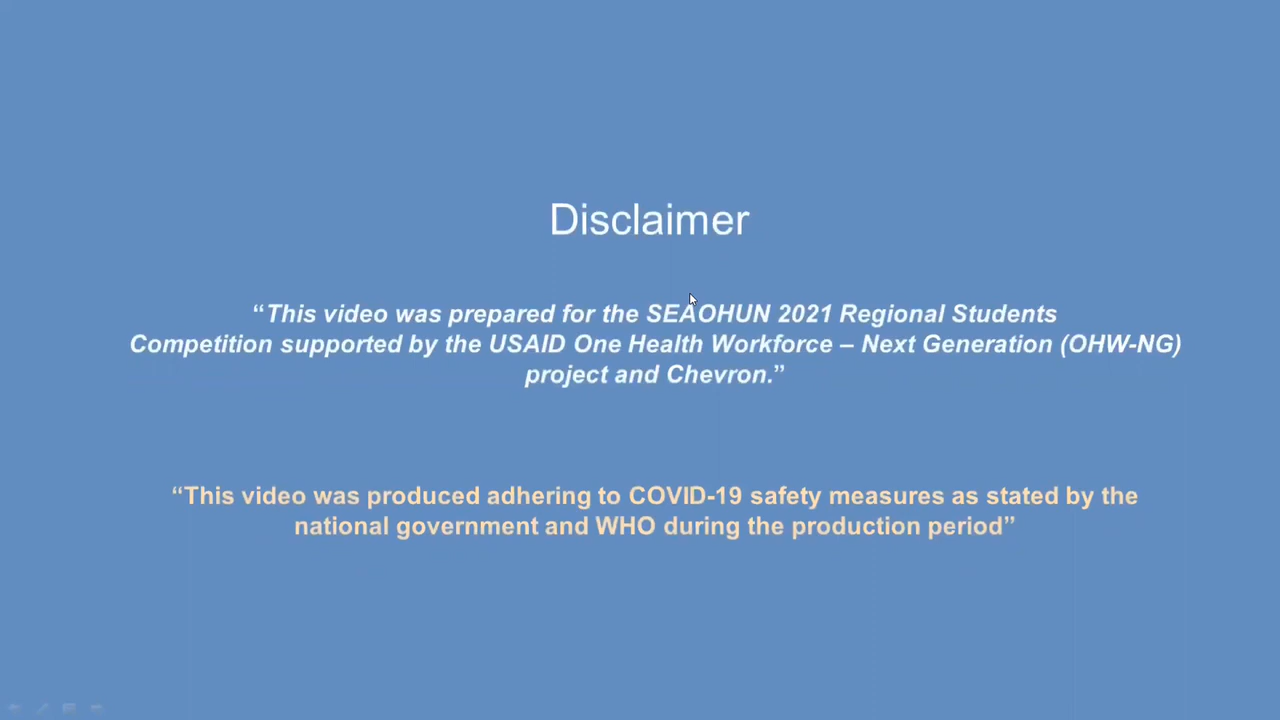 Disclaimer
“This video was prepared for the SEAOHUN 2021 Regional Students
Competition supported by the USAID One Health Workforce – Next Generation (OHW-NG)
project and Chevron.”
“This video was produced adhering to COVID-19 safety measures as stated by the
national government and WHO during the production period”